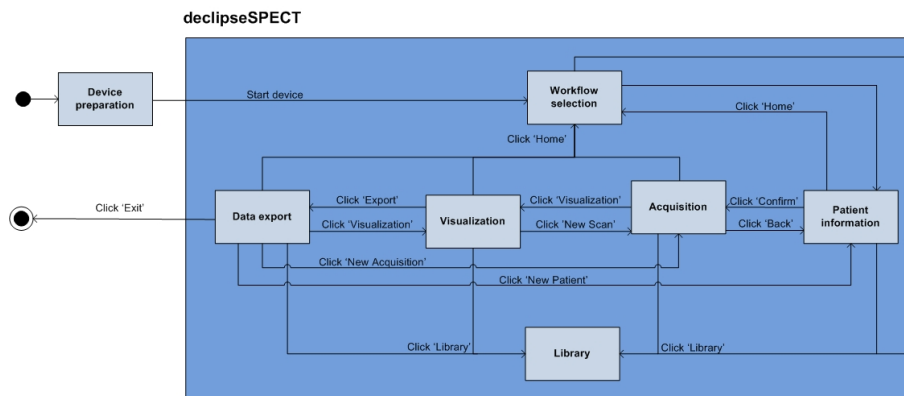 declipseSPECT
Device
preparation
Start device
Workflow
selection
Click ‘Home’
Click ‘Home’
Click ‘Exit’
Data export
Click ‘Export’
Click ‘Visualization’
Visualization
Click ‘Visualization’
Click ‘New Scan’
Acquisition
Click ‘Confirm’
Click ‘Back’
Patient
information
Click ‘New Acquisition’
Click ‘New Patient’
Click ‘Library’
Library
Click ‘Library’